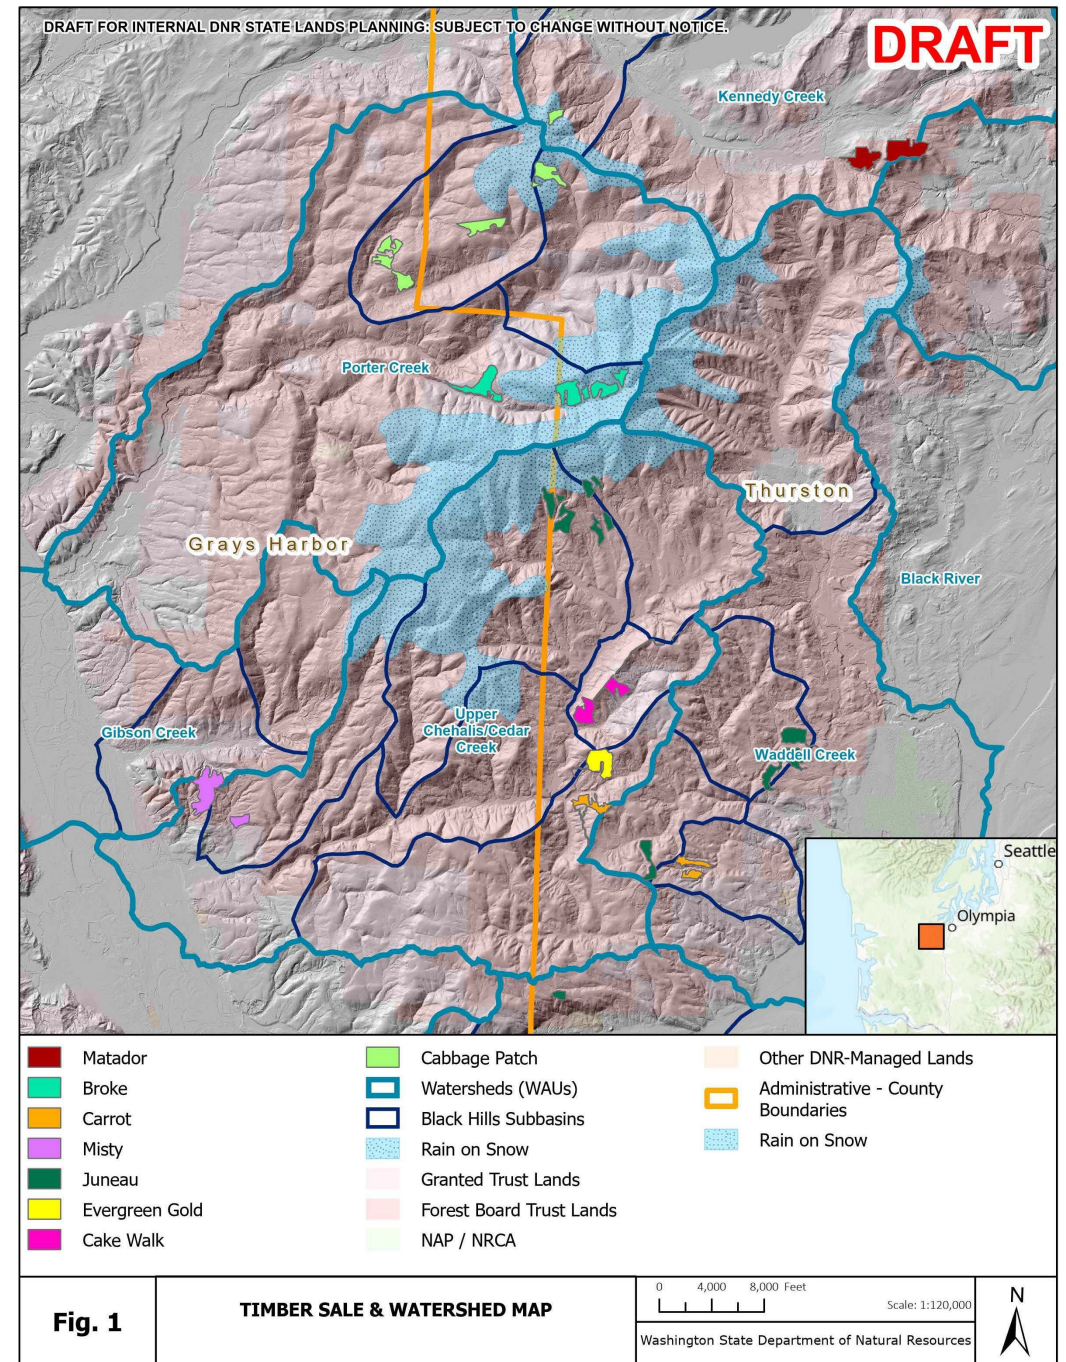 DRAFT FOR INTERNAL DNR STATE LANDS PLANNING: SUBJECT TO CHANGE WITHOUT NOTICE.
DRAFT
Kennedy Creek
Porter Creek
Thurston
Grays Harbor
Black River
Gibson Creek
Upper
Chehalis/Cedar
Creek
Waddell Creek
Seattle
Olympia
Matador
Broke
Carrot
Misty
Juneau
Evergreen Gold
Cake Walk
Cabbage Patch
Watersheds (WAUs)
Black Hills Subbasins
Rain on Snow
Granted Trust Lands
Forest Board Trust Lands
NAP / NRCA
Other DNR-Managed Lands
Administrative - County
Boundaries
Rain on Snow
Fig. 1
TIMBER SALE & WATERSHED MAP
0 4,000 8,000 Feet
Scale: 1:120,000
Washington State Department of Natural Resources
N